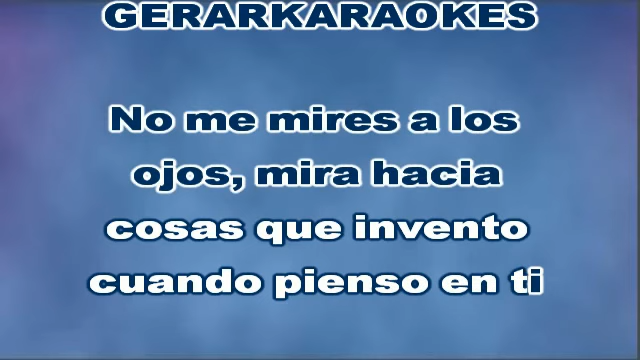 GERARKARAOKES
No me mires a los
ojos, mira hacia
cosas que invento
cuando pienso en ti